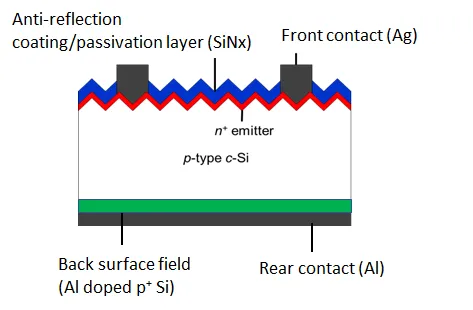 Anti-reflection
coating/passivation layer (SiNx)
Front contact (Ag)
n⁺ emitter
p-type c-Si
Back surface field
(Al doped p⁺ Si)
Rear contact (Al)